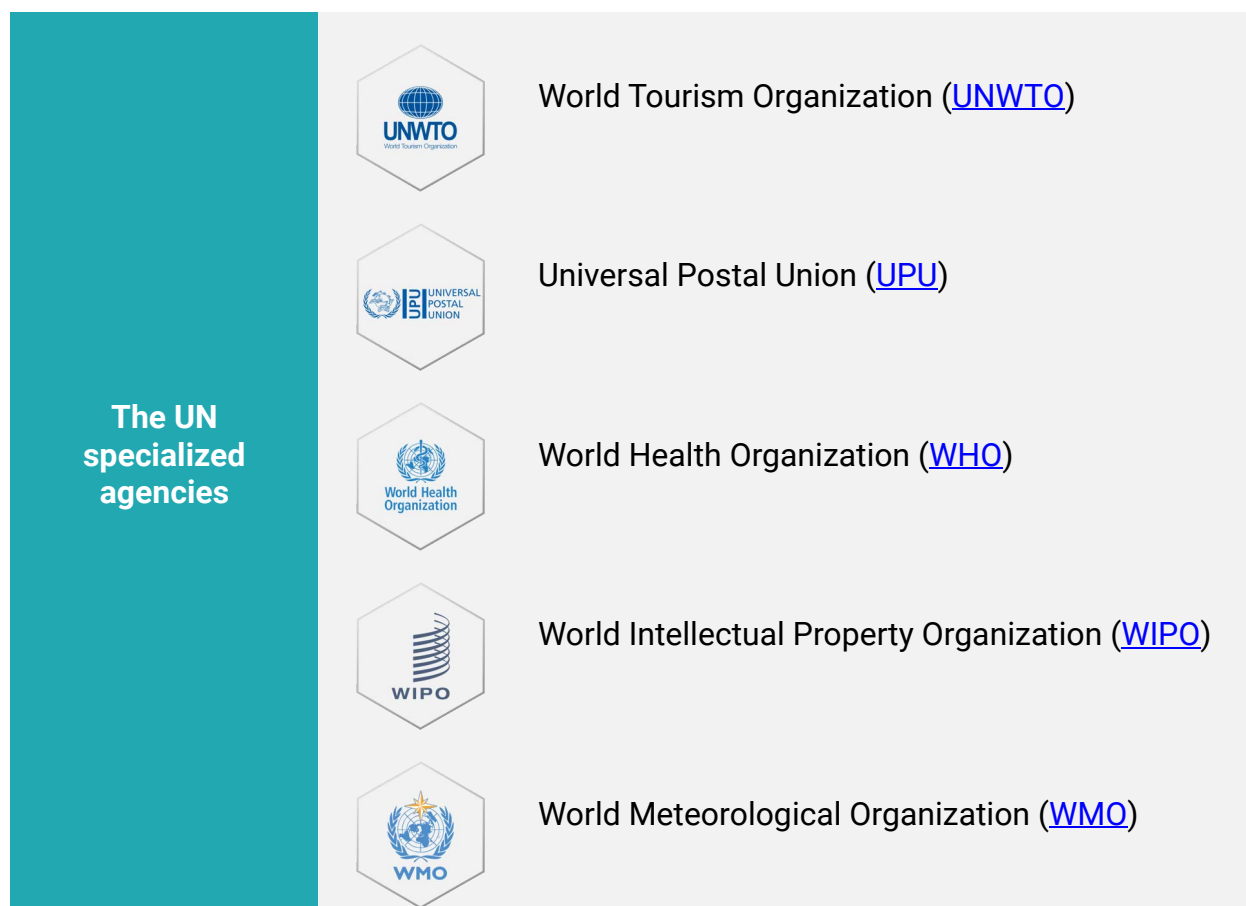 UNWTO
World Tourism Organization
World Tourism Organization (UNWTO)
UPU
UNIVERSAL
POSTAL
UNION
Universal Postal Union (UPU)
The UN
specialized
agencies
World Health
Organization
World Health Organization (WHO)
WIPO
World Intellectual Property Organization (WIPO)
WMO
World Meteorological Organization (WMO)